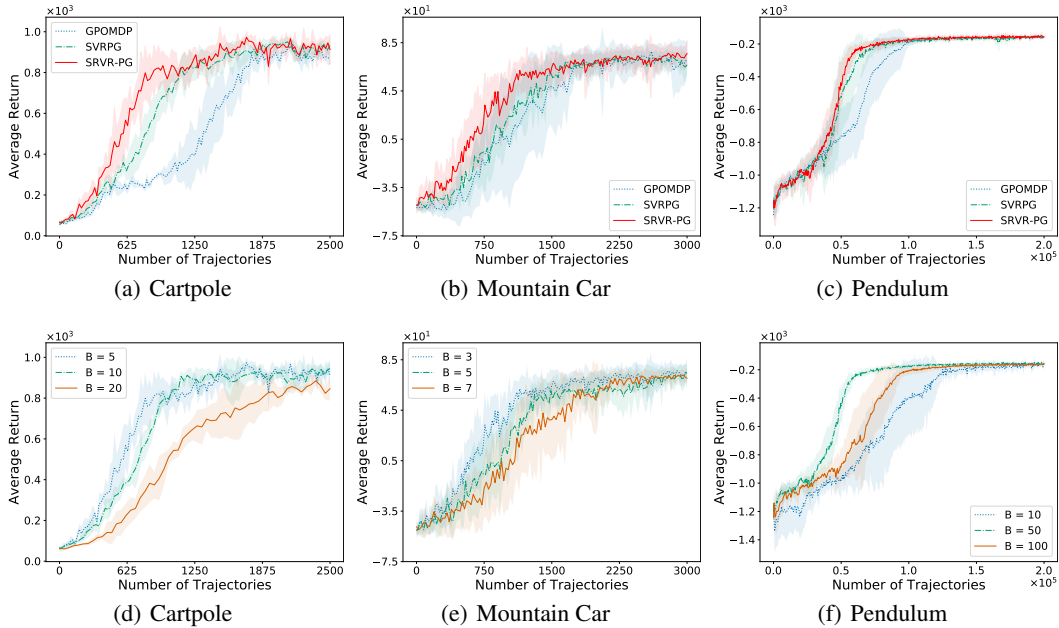 ×10³
1.0
0.8
0.6
0.4
0.2
0.0
Average Return
GPOMDP
SVRPG
SRVR-PG
0 625 1250 1875 2500
Number of Trajectories
(a) Cartpole
×10¹
8.5
4.5
0.5
−3.5
−7.5
Average Return
GPOMDP
SVRPG
SRVR-PG
0 750 1500 2250 3000
Number of Trajectories
(b) Mountain Car
×10³
−0.2
−0.4
−0.6
−0.8
−1.0
−1.2
Average Return
GPOMDP
SVRPG
SRVR-PG
0.0 0.5 1.0 1.5 2.0
×10⁵
Number of Trajectories
(c) Pendulum
×10³
1.0
0.8
0.6
0.4
0.2
0.0
Average Return
B = 5
B = 10
B = 20
0 625 1250 1875 2500
Number of Trajectories
(d) Cartpole
×10¹
8.5
4.5
0.5
−3.5
−7.5
Average Return
B = 3
B = 5
B = 7
0 750 1500 2250 3000
Number of Trajectories
(e) Mountain Car
×10³
−0.2
−0.4
−0.6
−0.8
−1.0
−1.2
−1.4
Average Return
B = 10
B = 50
B = 100
0.0 0.5 1.0 1.5 2.0
×10⁵
Number of Trajectories
(f) Pendulum